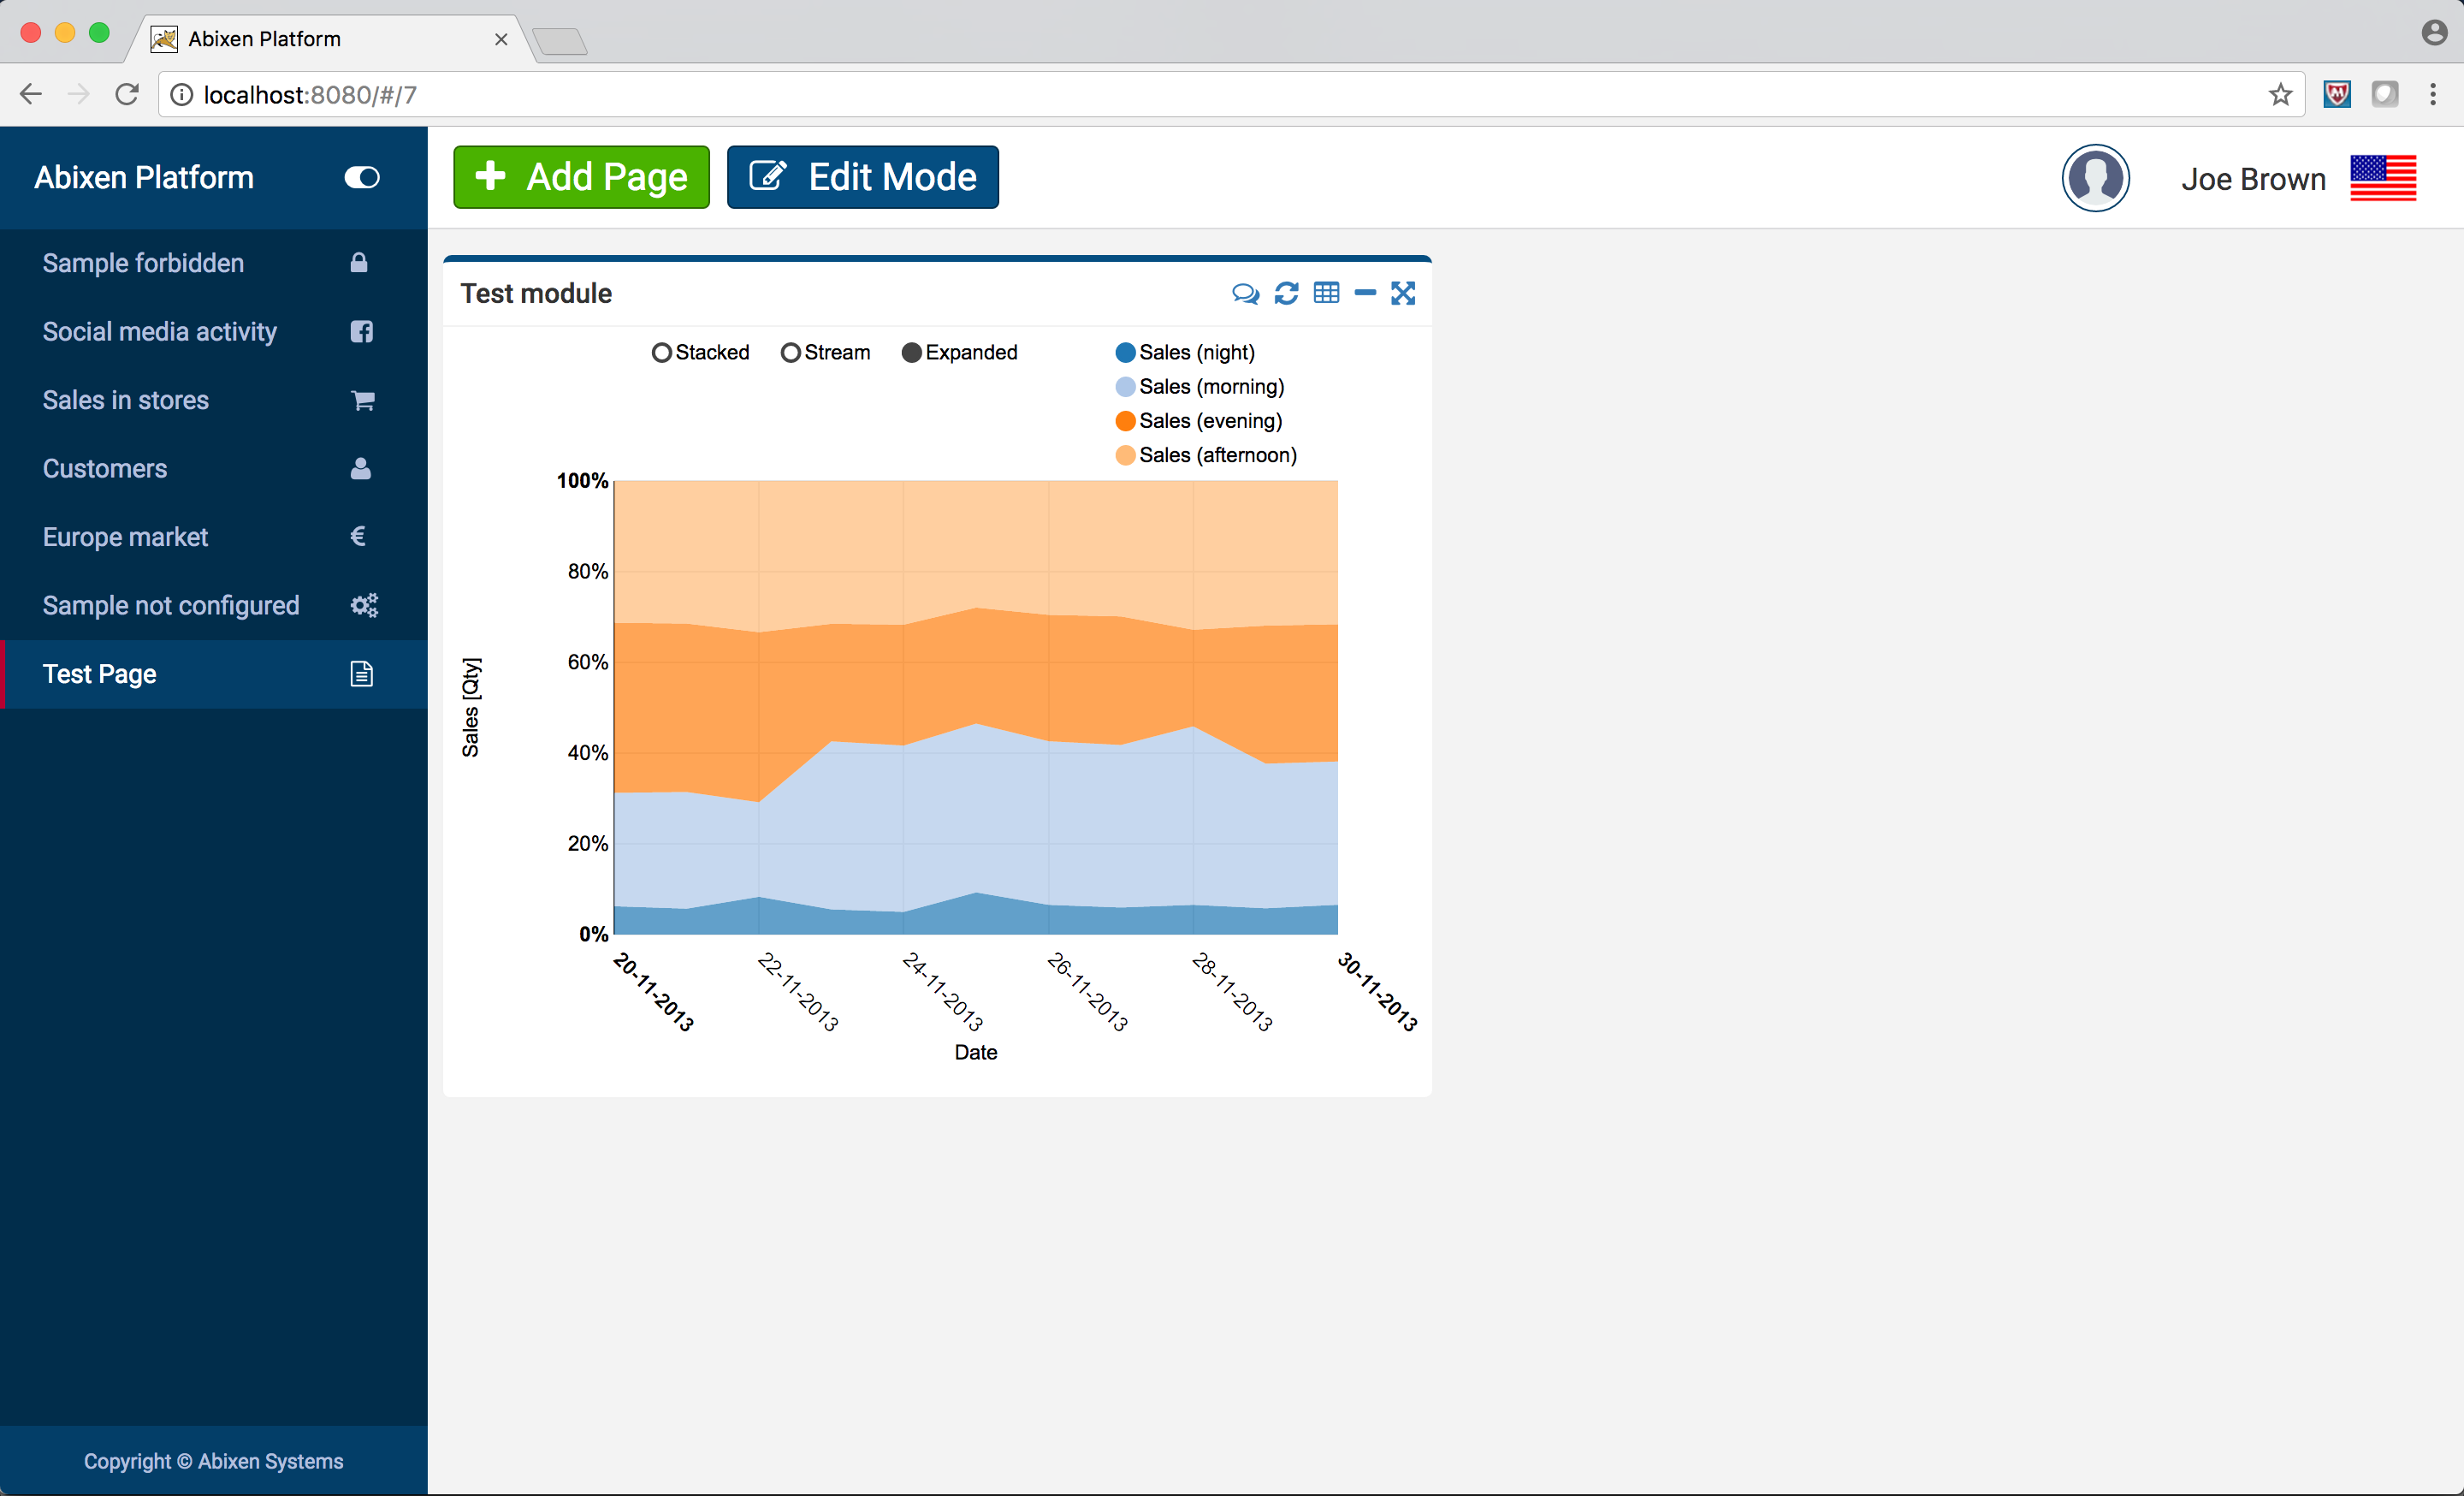 Abixen Platform
localhost:8080/#/7
Abixen Platform
Add Page
Edit Mode
Joe Brown
Sample forbidden
Social media activity
Sales in stores
Customers
Europe market
€
Sample not configured
Test Page
Copyright © Abixen Systems
Test module
Stacked
Stream
Expanded
Sales (night)
Sales (morning)
Sales (evening)
Sales (afternoon)
100%
80%
60%
40%
20%
0%
Sales [Qty]
20-11-2013
22-11-2013
24-11-2013
26-11-2013
28-11-2013
30-11-2013
Date